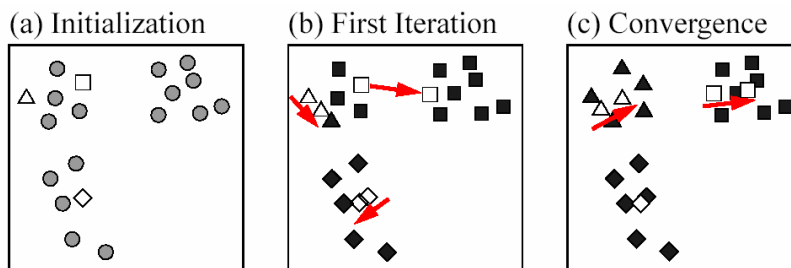 (a) Initialization
(b) First Iteration
(c) Convergence